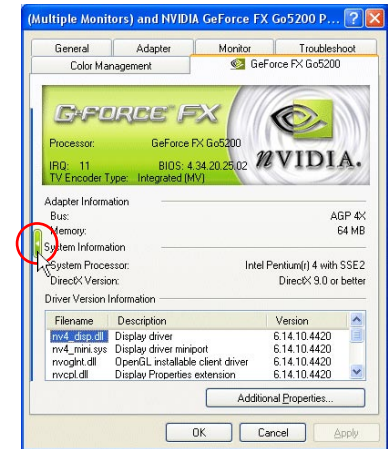 (Multiple Monitors) and NVIDIA GeForce FX Go5200 P...
General Adapter Monitor Troubleshoot
Color Management GeForce FX Go5200
GEFORCE FX
Processor: GeForce FX Go5200
IRQ: 11 BIOS: 4.34.20.25.02
TV Encoder Type: Integrated (MV)
NVIDIA.
Adapter Information
Bus: AGP 4X
Memory: 64 MB
System Information
System Processor: Intel Pentium(r) 4 with SSE2
DirectX Version: DirectX 9.0 or better
Driver Version Information
Filename Description Version
nv4_disp.dll Display driver 6.14.10.4420
nv4_mini.sys Display driver miniport 6.14.10.4420
nvoglnt.dll OpenGL installable client driver 6.14.10.4420
nvcpl.dll Display Properties extension 6.14.10.4420
Additional Properties...
OK Cancel Apply